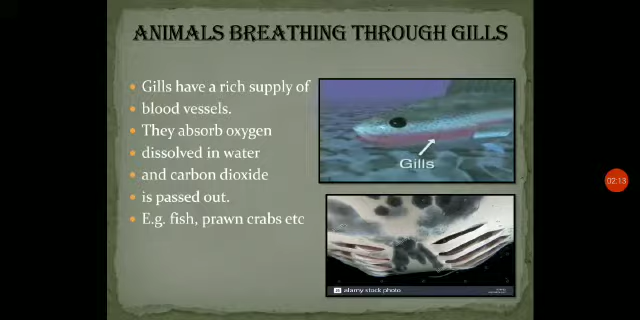 ANIMALS BREATHING THROUGH GILLS
Gills have a rich supply of
blood vessels.
They absorb oxygen
dissolved in water
and carbon dioxide
is passed out.
E.g. fish, prawn crabs etc
Gills
alamy stock photo
02:13